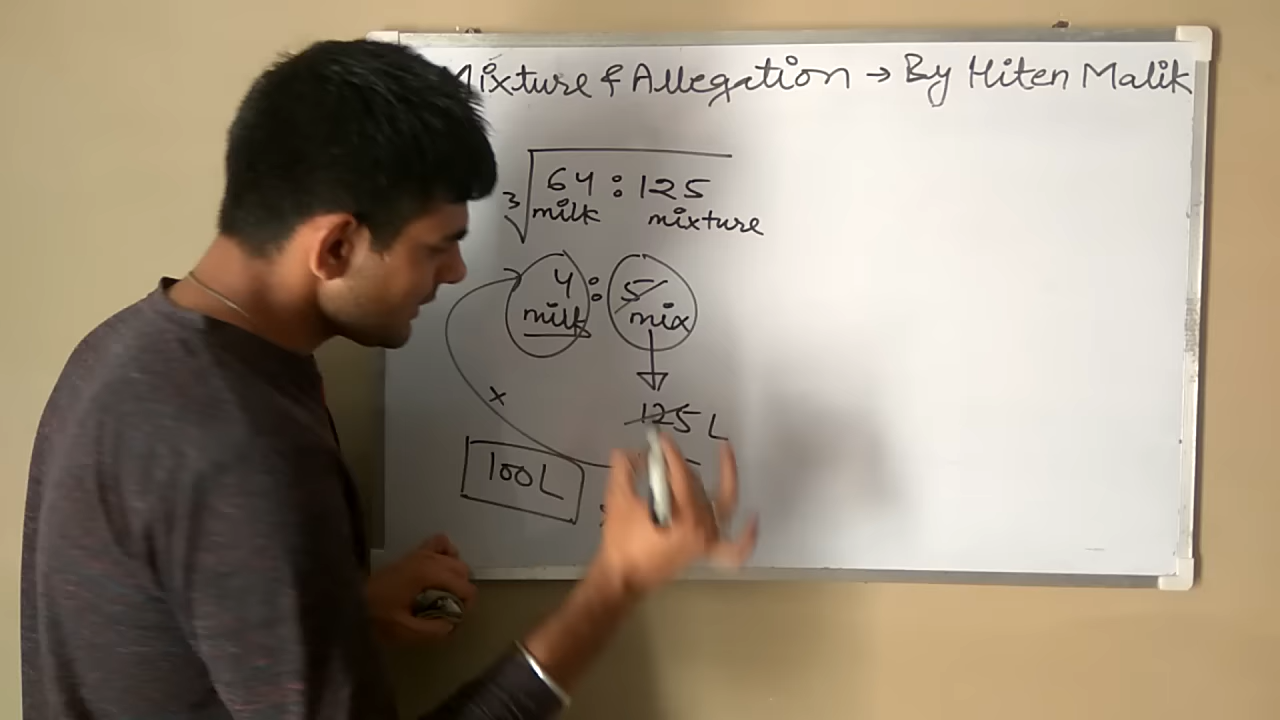 Mixture & Allegation → By Hiten Malik
3√64 : 125
milk mixture
4 : 5
milk mix
125 L
x
100L